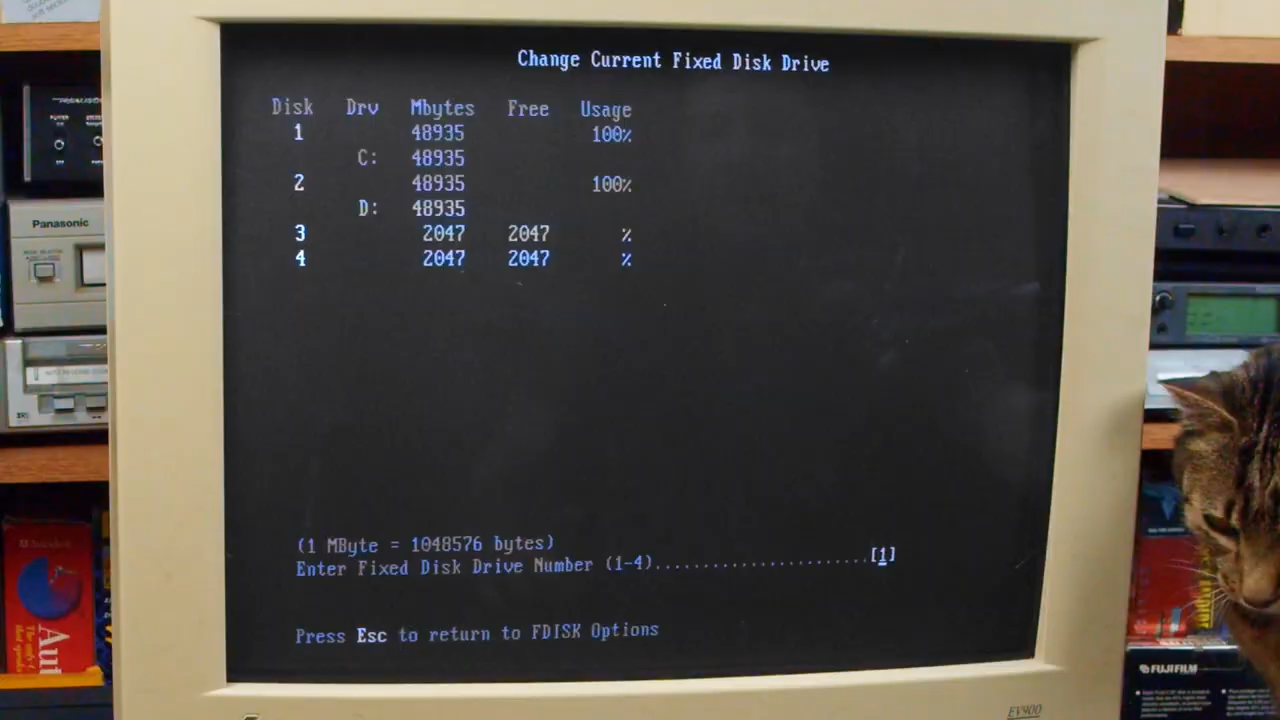 Change Current Fixed Disk Drive
Disk Drv Mbytes Free Usage
1 48935 100%
C: 48935
2 48935 100%
D: 48935
3 2047 2047 %
4 2047 2047 %
(1 MByte = 1048576 bytes)
Enter Fixed Disk Drive Number (1-4)......................[1]
Press Esc to return to FDISK Options
EV900
Panasonic
FUJIFILM